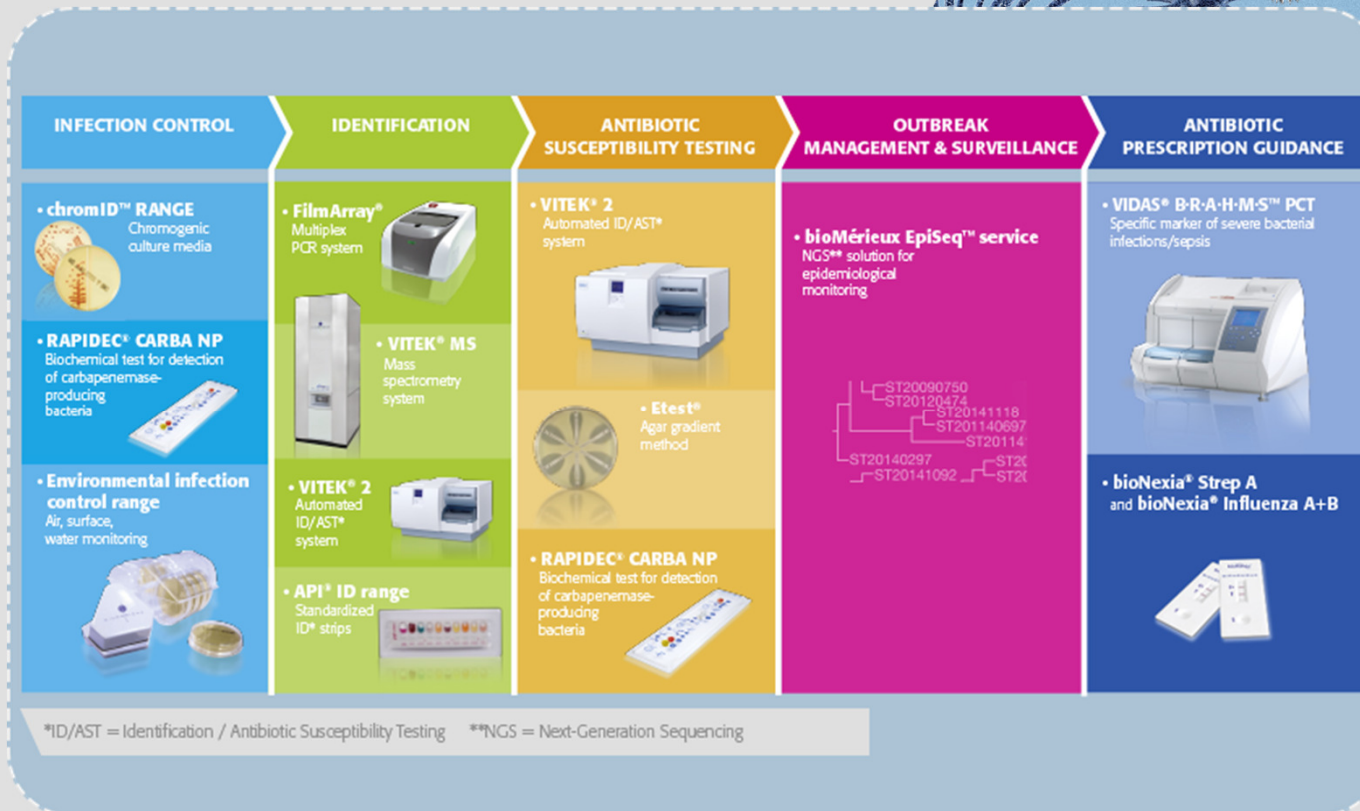 INFECTION CONTROL
• chromID™ RANGE
Chromogenic
culture media
• RAPIDEC® CARBA NP
Biochemical test for detection
of carbapenemase-
producing
bacteria
• Environmental infection
control range
Air, surface,
water monitoring
IDENTIFICATION
• FilmArray®
Multiplex
PCR system
• VITEK® MS
Mass
spectrometry
system
• VITEK® 2
Automated
ID/AST*
system
• API® ID range
Standardized
ID* strips
ANTIBIOTIC
SUSCEPTIBILITY TESTING
• VITEK® 2
Automated ID/AST*
system
• Etest®
Agar gradient
method
• RAPIDEC® CARBA NP
Biochemical test for detection
of carbapenemase-
producing
bacteria
OUTBREAK
MANAGEMENT & SURVEILLANCE
• bioMérieux EpiSeq™ service
NGS** solution for
epidemiological
monitoring
ST20090750
ST20120474
ST20141118
ST201140697
ST20114
ST20140297
ST20
ST20141092
ST20
ANTIBIOTIC
PRESCRIPTION GUIDANCE
• VIDAS® B·R·A·H·M·S™ PCT
Specific marker of severe bacterial
infections/sepsis
• bioNexia® Strep A
and bioNexia® Influenza A+B
*ID/AST = Identification / Antibiotic Susceptibility Testing **NGS = Next-Generation Sequencing